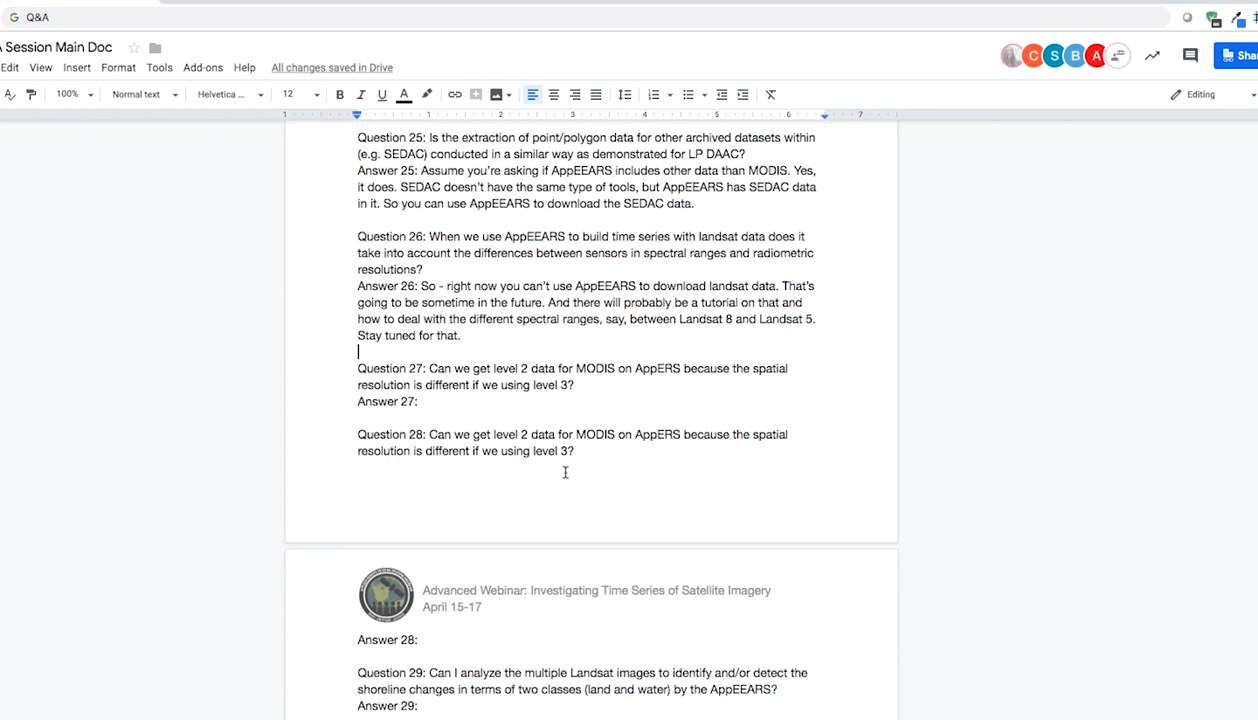 Q&A
A Session Main Doc
Edit View Insert Format Tools Add-ons Help All changes saved in Drive
C S B A Shar
100% Normal text Helvetica ... 12 B I U A Editing
1 1 2 3 4 5 6 7
Question 25: Is the extraction of point/polygon data for other archived datasets within
(e.g. SEDAC) conducted in a similar way as demonstrated for LP DAAC?
Answer 25: Assume you're asking if AppEEARS includes other data than MODIS. Yes,
it does. SEDAC doesn't have the same type of tools, but AppEEARS has SEDAC data
in it. So you can use AppEEARS to download the SEDAC data.
Question 26: When we use AppEEARS to build time series with landsat data does it
take into account the differences between sensors in spectral ranges and radiometric
resolutions?
Answer 26: So - right now you can't use AppEEARS to download landsat data. That's
going to be sometime in the future. And there will probably be a tutorial on that and
how to deal with the different spectral ranges, say, between Landsat 8 and Landsat 5.
Stay tuned for that.
Question 27: Can we get level 2 data for MODIS on AppERS because the spatial
resolution is different if we using level 3?
Answer 27:
Question 28: Can we get level 2 data for MODIS on AppERS because the spatial
resolution is different if we using level 3?
Advanced Webinar: Investigating Time Series of Satellite Imagery
April 15-17
Answer 28:
Question 29: Can I analyze the multiple Landsat images to identify and/or detect the
shoreline changes in terms of two classes (land and water) by the AppEEARS?
Answer 29: